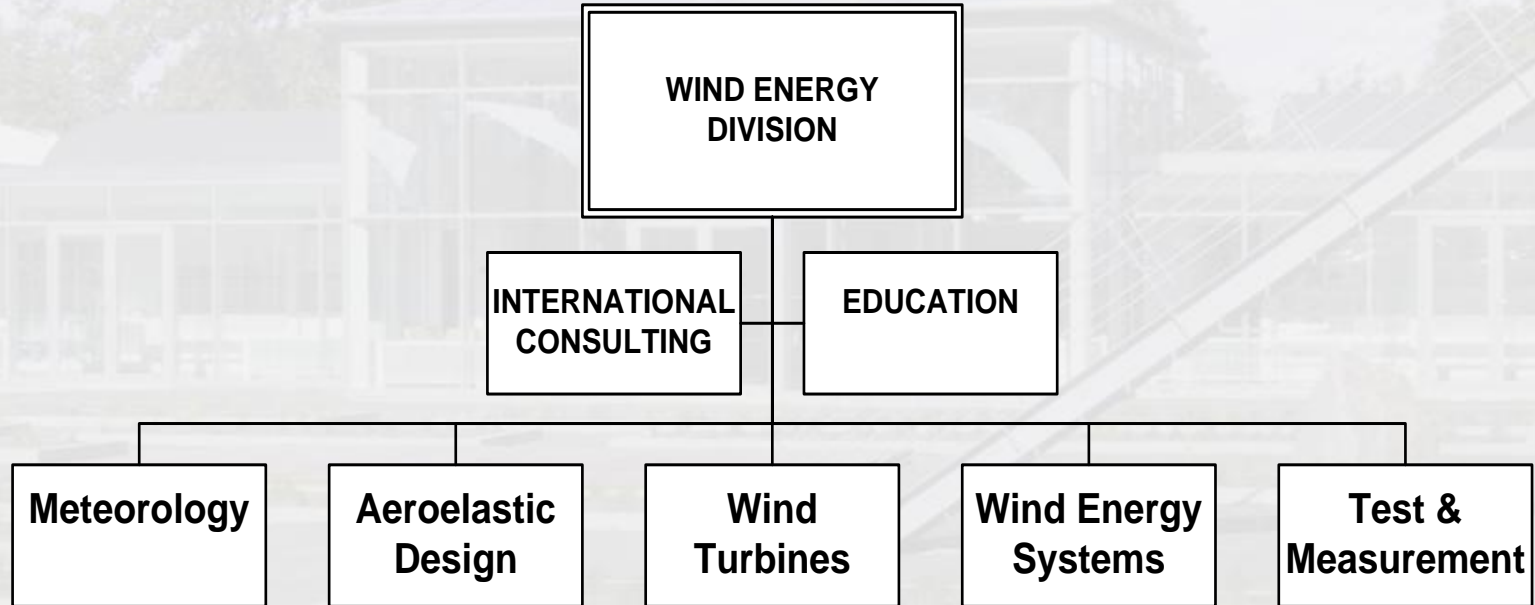 WIND ENERGY
DIVISION
INTERNATIONAL
CONSULTING
EDUCATION
Meteorology
Aeroelastic
Design
Wind
Turbines
Wind Energy
Systems
Test &
Measurement